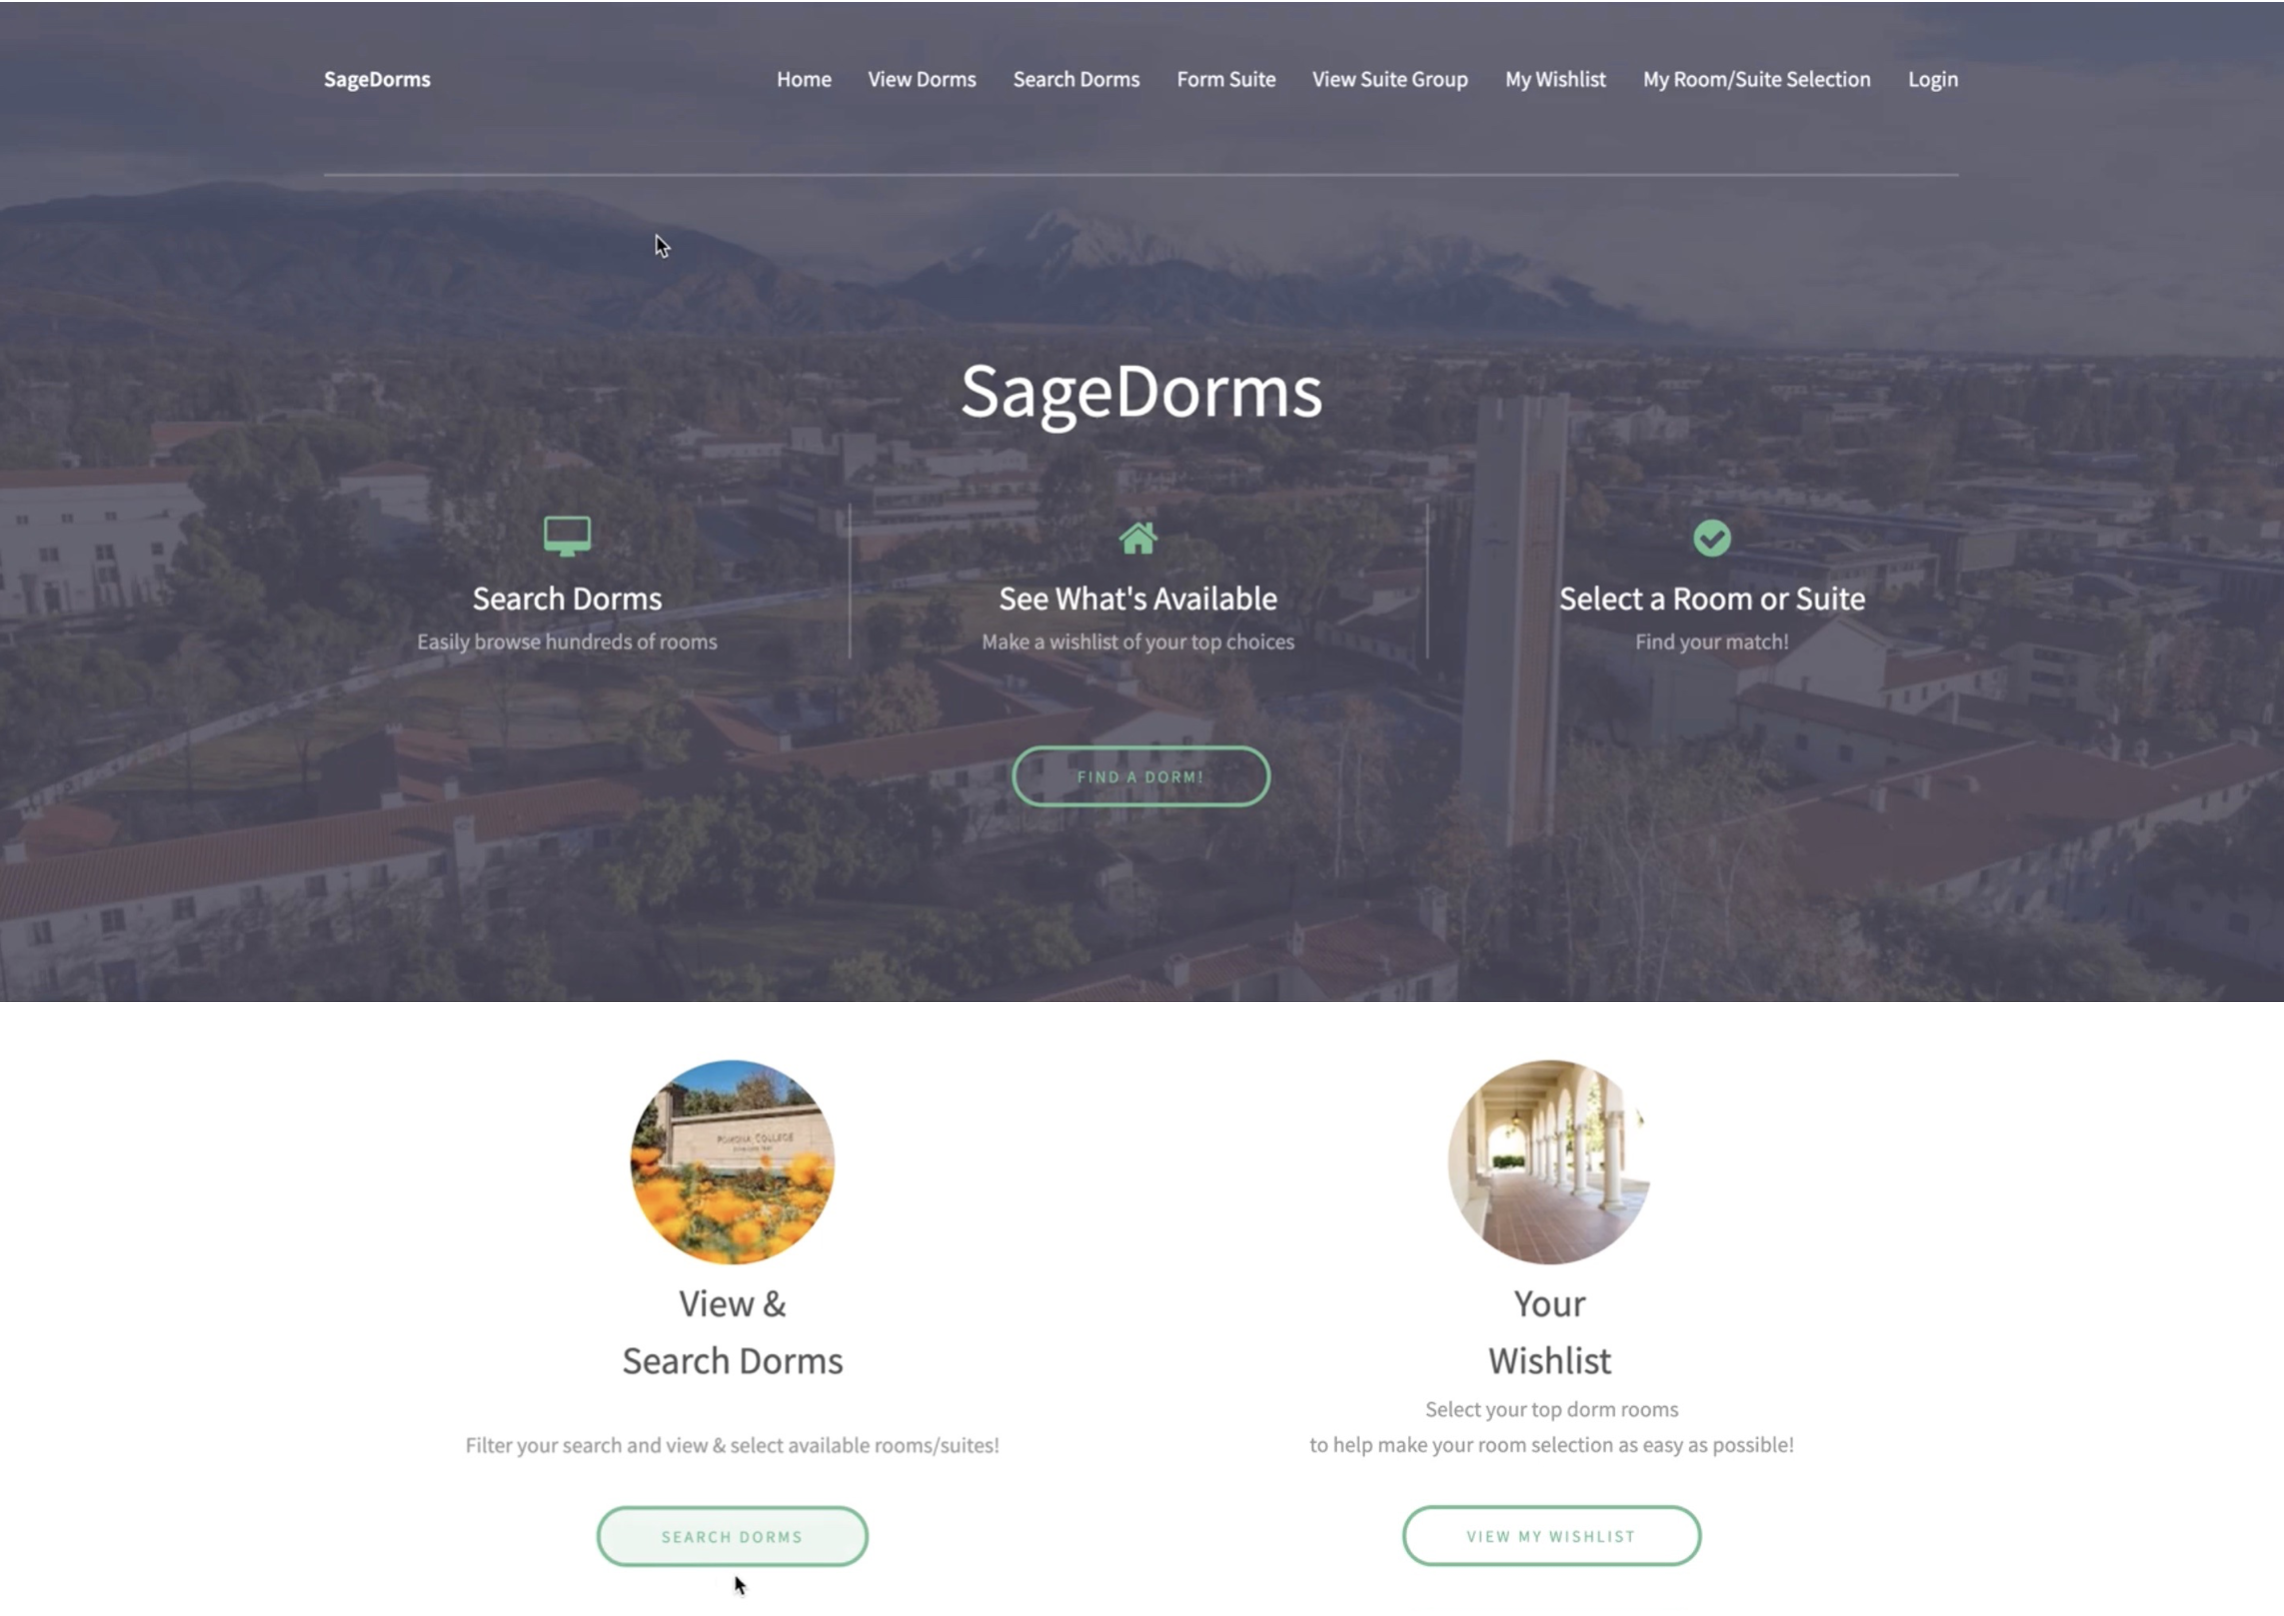 SageDorms
Home View Dorms Search Dorms Form Suite View Suite Group My Wishlist My Room/Suite Selection Login
SageDorms
Search Dorms
Easily browse hundreds of rooms
See What's Available
Make a wishlist of your top choices
Select a Room or Suite
Find your match!
FIND A DORM!
POMONA COLLEGE
View &
Search Dorms
Filter your search and view & select available rooms/suites!
SEARCH DORMS
Your
Wishlist
Select your top dorm rooms
to help make your room selection as easy as possible!
VIEW MY WISHLIST